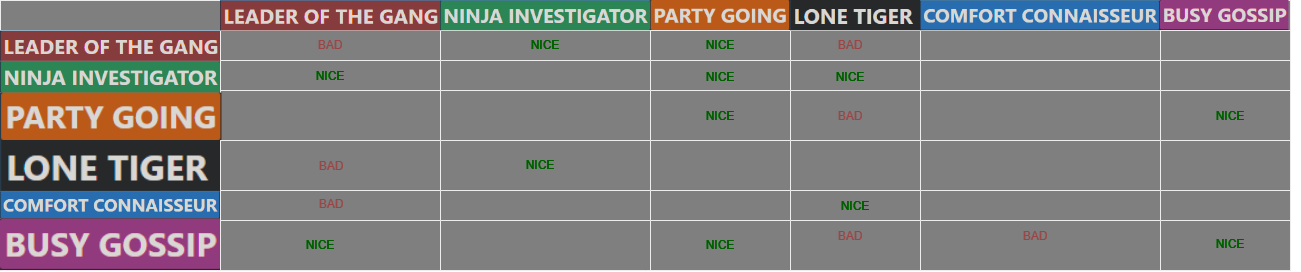 LEADER OF THE GANG NINJA INVESTIGATOR PARTY GOING LONE TIGER COMFORT CONNAISSEUR BUSY GOSSIP
LEADER OF THE GANG BAD NICE NICE BAD
NINJA INVESTIGATOR NICE NICE NICE
PARTY GOING NICE BAD NICE
LONE TIGER BAD NICE
COMFORT CONNAISSEUR BAD NICE
BUSY GOSSIP NICE NICE BAD BAD NICE